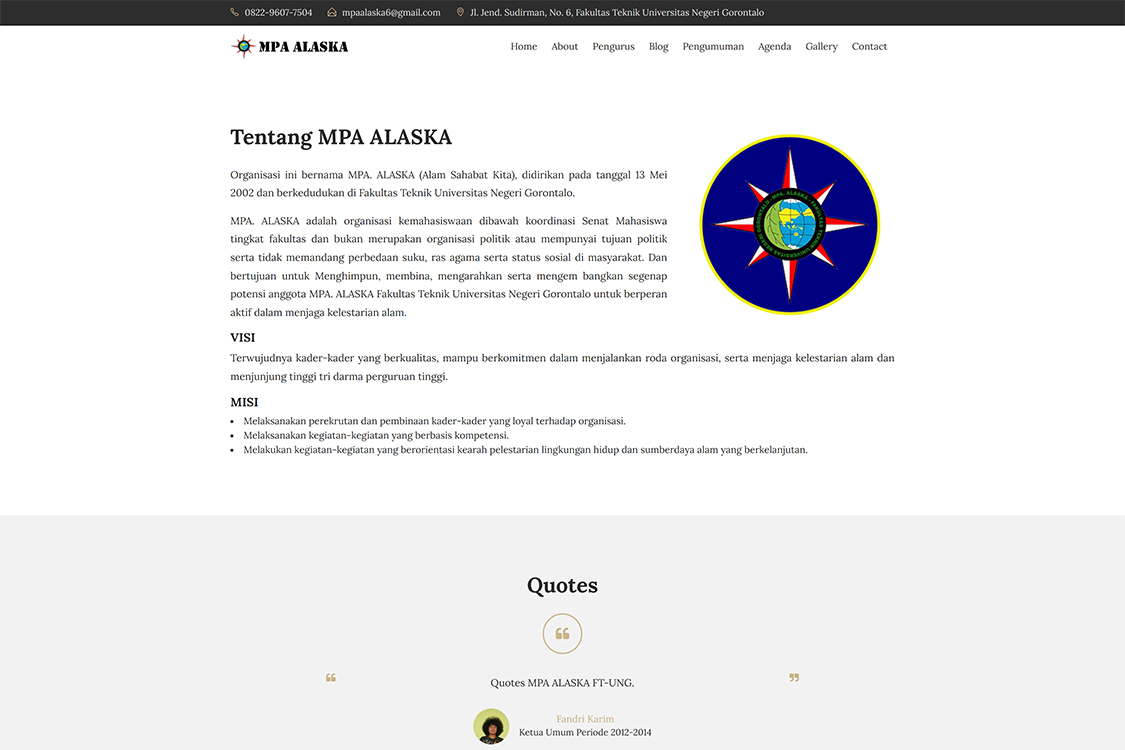 0822-9607-7504 mpaalaska6@gmail.com Jl. Jend. Sudirman, No. 6, Fakultas Teknik Universitas Negeri Gorontalo
MPA ALASKA
Home About Pengurus Blog Pengumuman Agenda Gallery Contact
Tentang MPA ALASKA
Organisasi ini bernama MPA. ALASKA (Alam Sahabat Kita), didirikan pada tanggal 13 Mei
2002 dan berkedudukan di Fakultas Teknik Universitas Negeri Gorontalo.
MPA. ALASKA adalah organisasi kemahasiswaan dibawah koordinasi Senat Mahasiswa
tingkat fakultas dan bukan merupakan organisasi politik atau mempunyai tujuan politik
serta tidak memandang perbedaan suku, ras agama serta status sosial di masyarakat. Dan
bertujuan untuk Menghimpun, membina, mengarahkan serta mengem bangkan segenap
potensi anggota MPA. ALASKA Fakultas Teknik Universitas Negeri Gorontalo untuk berperan
aktif dalam menjaga kelestarian alam.
MPA. ALASKA - FAKULTAS TEKNIK UNIVERSITAS NEGERI GORONTALO
VISI
Terwujudnya kader-kader yang berkualitas, mampu berkomitmen dalam menjalankan roda organisasi, serta menjaga kelestarian alam dan
menjunjung tinggi tri darma perguruan tinggi.
MISI
• Melaksanakan perekrutan dan pembinaan kader-kader yang loyal terhadap organisasi.
• Melaksanakan kegiatan-kegiatan yang berbasis kompetensi.
• Melakukan kegiatan-kegiatan yang berorientasi kearah pelestarian lingkungan hidup dan sumberdaya alam yang berkelanjutan.
Quotes
❝
❝ Quotes MPA ALASKA FT-UNG. ❞
Fandri Karim
Ketua Umum Periode 2012-2014